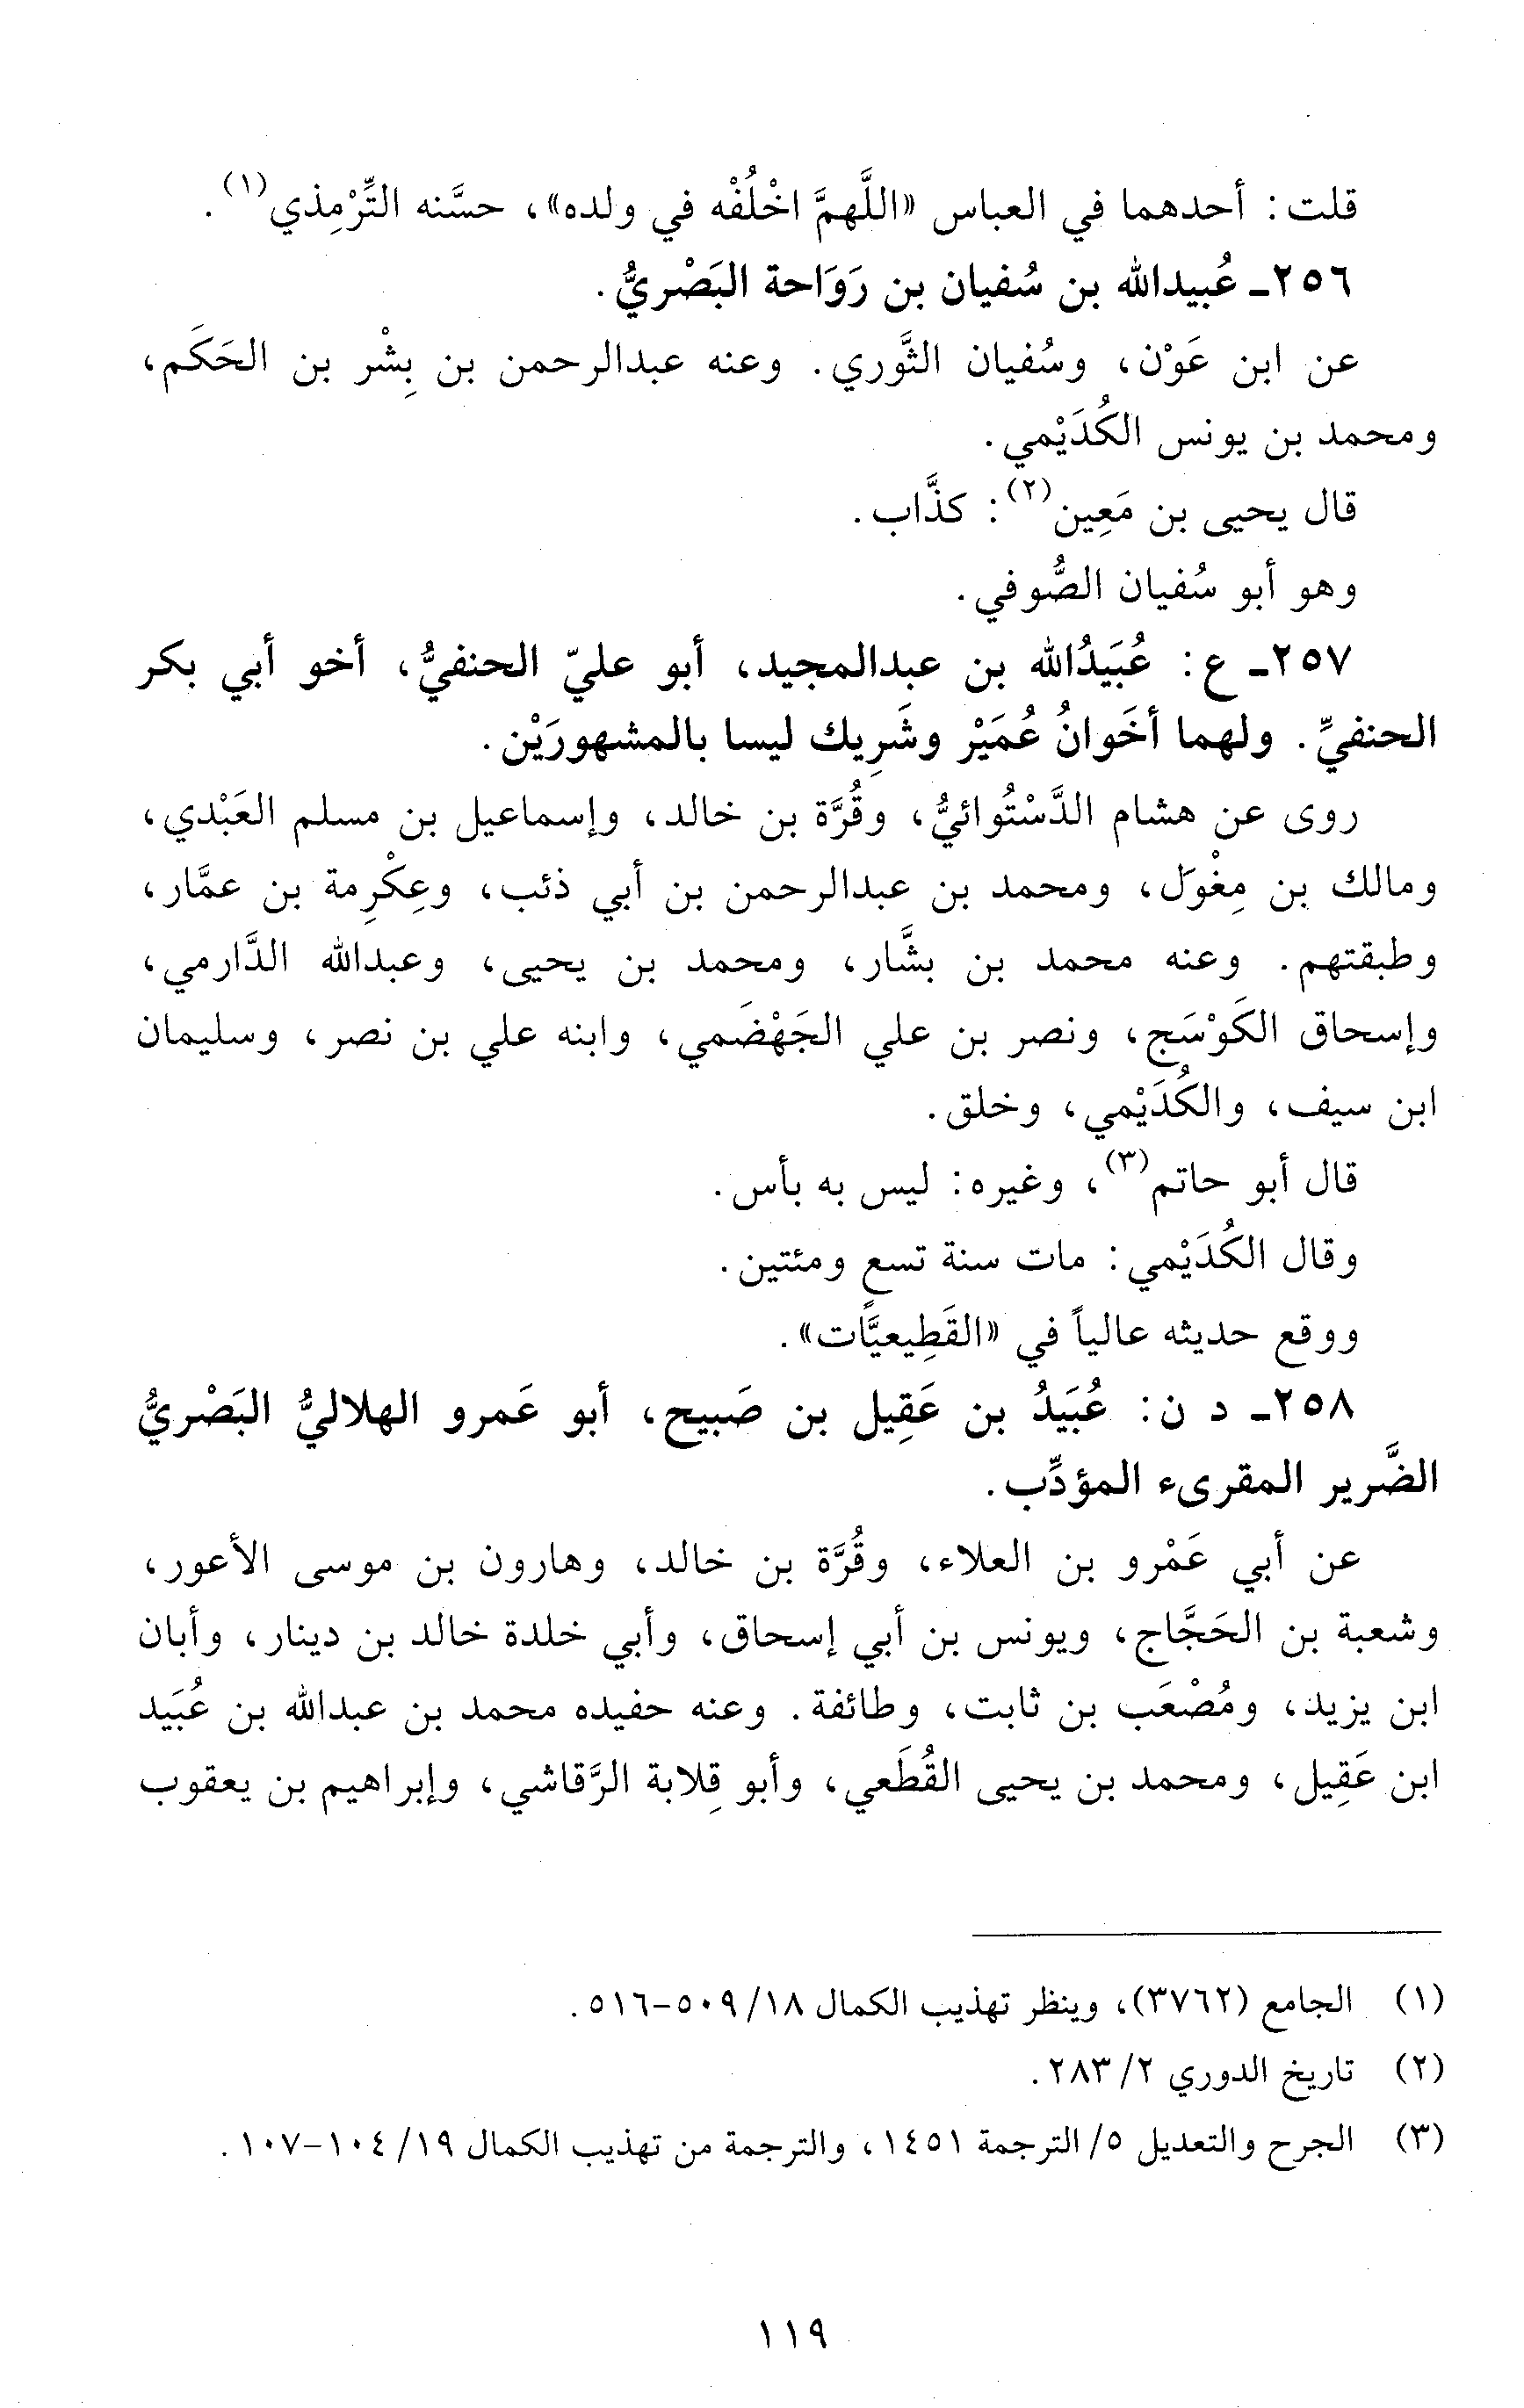 قلت: أحدهما في العباس «اللَّهمَّ اخْلُفْه في ولده»، حسَّنه التِّرْمِذي(١).
٢٥٦- عُبيدالله بن سُفيان بن رَوَاحة البَصْريُّ.
عن ابن عَوْن، وسُفيان الثَّوري. وعنه عبدالرحمن بن بِشْر بن الحَكَم،
ومحمد بن يونس الكُدَيْمي.
قال يحيى بن مَعِين(٢): كذَّاب.
وهو أبو سُفيان الصُّوفي.
٢٥٧- ع: عُبَيدُالله بن عبدالمجيد، أبو عليّ الحنفيُّ، أخو أبي بكر
الحنفيِّ. ولهما أخَوانُ عُمَيْر وشَرِيك ليسا بالمشهورَيْن.
روى عن هشام الدَّسْتُوائيُّ، وقُرَّة بن خالد، وإسماعيل بن مسلم العَبْدي،
ومالك بن مِغْوَل، ومحمد بن عبدالرحمن بن أبي ذئب، وعِكْرِمة بن عمَّار،
وطبقتهم. وعنه محمد بن بشَّار، ومحمد بن يحيى، وعبدالله الدَّارمي،
وإسحاق الكَوْسَج، ونصر بن علي الجَهْضَمي، وابنه علي بن نصر، وسليمان
ابن سيف، والكُدَيْمي، وخلق.
قال أبو حاتم(٣)، وغيره: ليس به بأس.
وقال الكُدَيْمي: مات سنة تسع ومئتين.
ووقع حديثه عالياً في «القَطِيعيَّات».
٢٥٨- د ن: عُبَيدُ بن عَقِيل بن صَبيح، أبو عَمرو الهلاليُّ البَصْريُّ
الضَّرير المقرىء المؤدِّب.
عن أبي عَمْرو بن العلاء، وقُرَّة بن خالد، وهارون بن موسى الأعور،
وشعبة بن الحَجَّاج، ويونس بن أبي إسحاق، وأبي خلدة خالد بن دينار، وأبان
ابن يزيد، ومُصْعَب بن ثابت، وطائفة. وعنه حفيده محمد بن عبدالله بن عُبَيد
ابن عَقِيل، ومحمد بن يحيى القُطَعي، وأبو قِلابة الرَّقاشي، وإبراهيم بن يعقوب
(١) الجامع (٣٧٦٢)، وينظر تهذيب الكمال ١٨/ ٥٠٩-٥١٦.
(٢) تاريخ الدوري ٢/ ٢٨٣.
(٣) الجرح والتعديل ٥/ الترجمة ١٤٥١، والترجمة من تهذيب الكمال ١٩/ ١٠٤-١٠٧.
١١٩